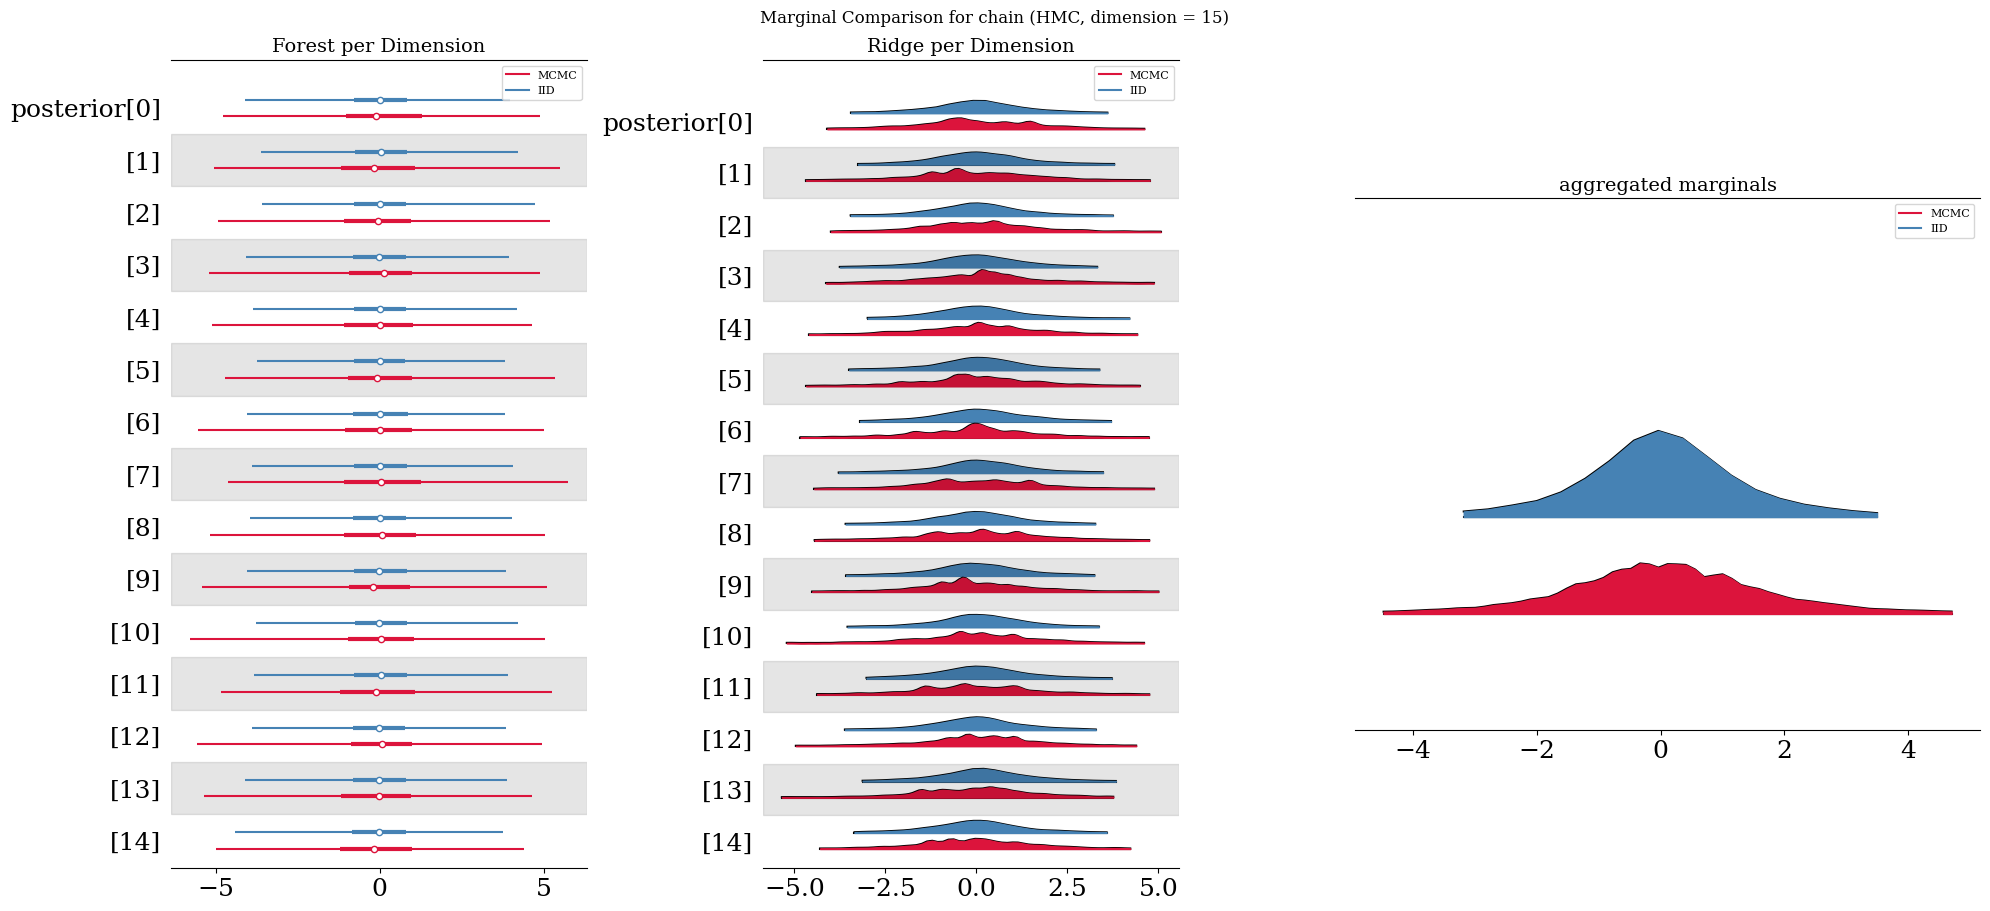 Marginal Comparison for chain (HMC, dimension = 15)
Forest per Dimension
MCMC
IID
posterior[0]
[1]
[2]
[3]
[4]
[5]
[6]
[7]
[8]
[9]
[10]
[11]
[12]
[13]
[14]
−5 0 5
Ridge per Dimension
MCMC
IID
posterior[0]
[1]
[2]
[3]
[4]
[5]
[6]
[7]
[8]
[9]
[10]
[11]
[12]
[13]
[14]
−5.0 −2.5 0.0 2.5 5.0
aggregated marginals
MCMC
IID
−4 −2 0 2 4